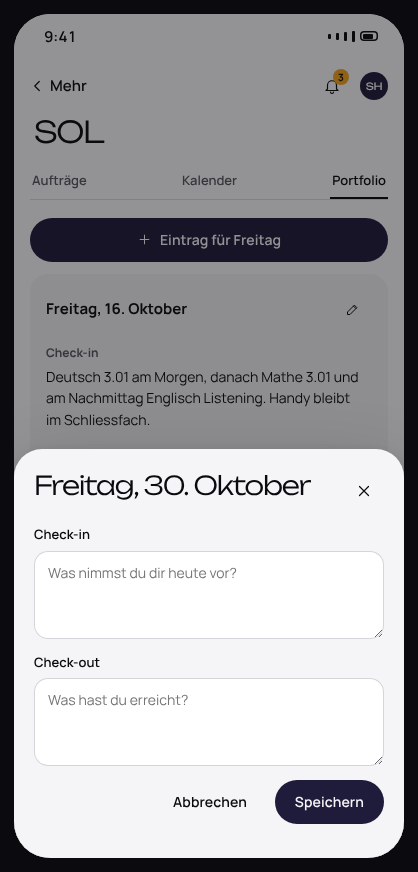 9:41
Mehr
3
SH
SOL
Aufträge
Kalender
Portfolio
Eintrag für Freitag
Freitag, 16. Oktober
Check-in
Deutsch 3.01 am Morgen, danach Mathe 3.01 und
am Nachmittag Englisch Listening. Handy bleibt
im Schliessfach.
Freitag, 30. Oktober
Check-in
Was nimmst du dir heute vor?
Check-out
Was hast du erreicht?
Abbrechen
Speichern